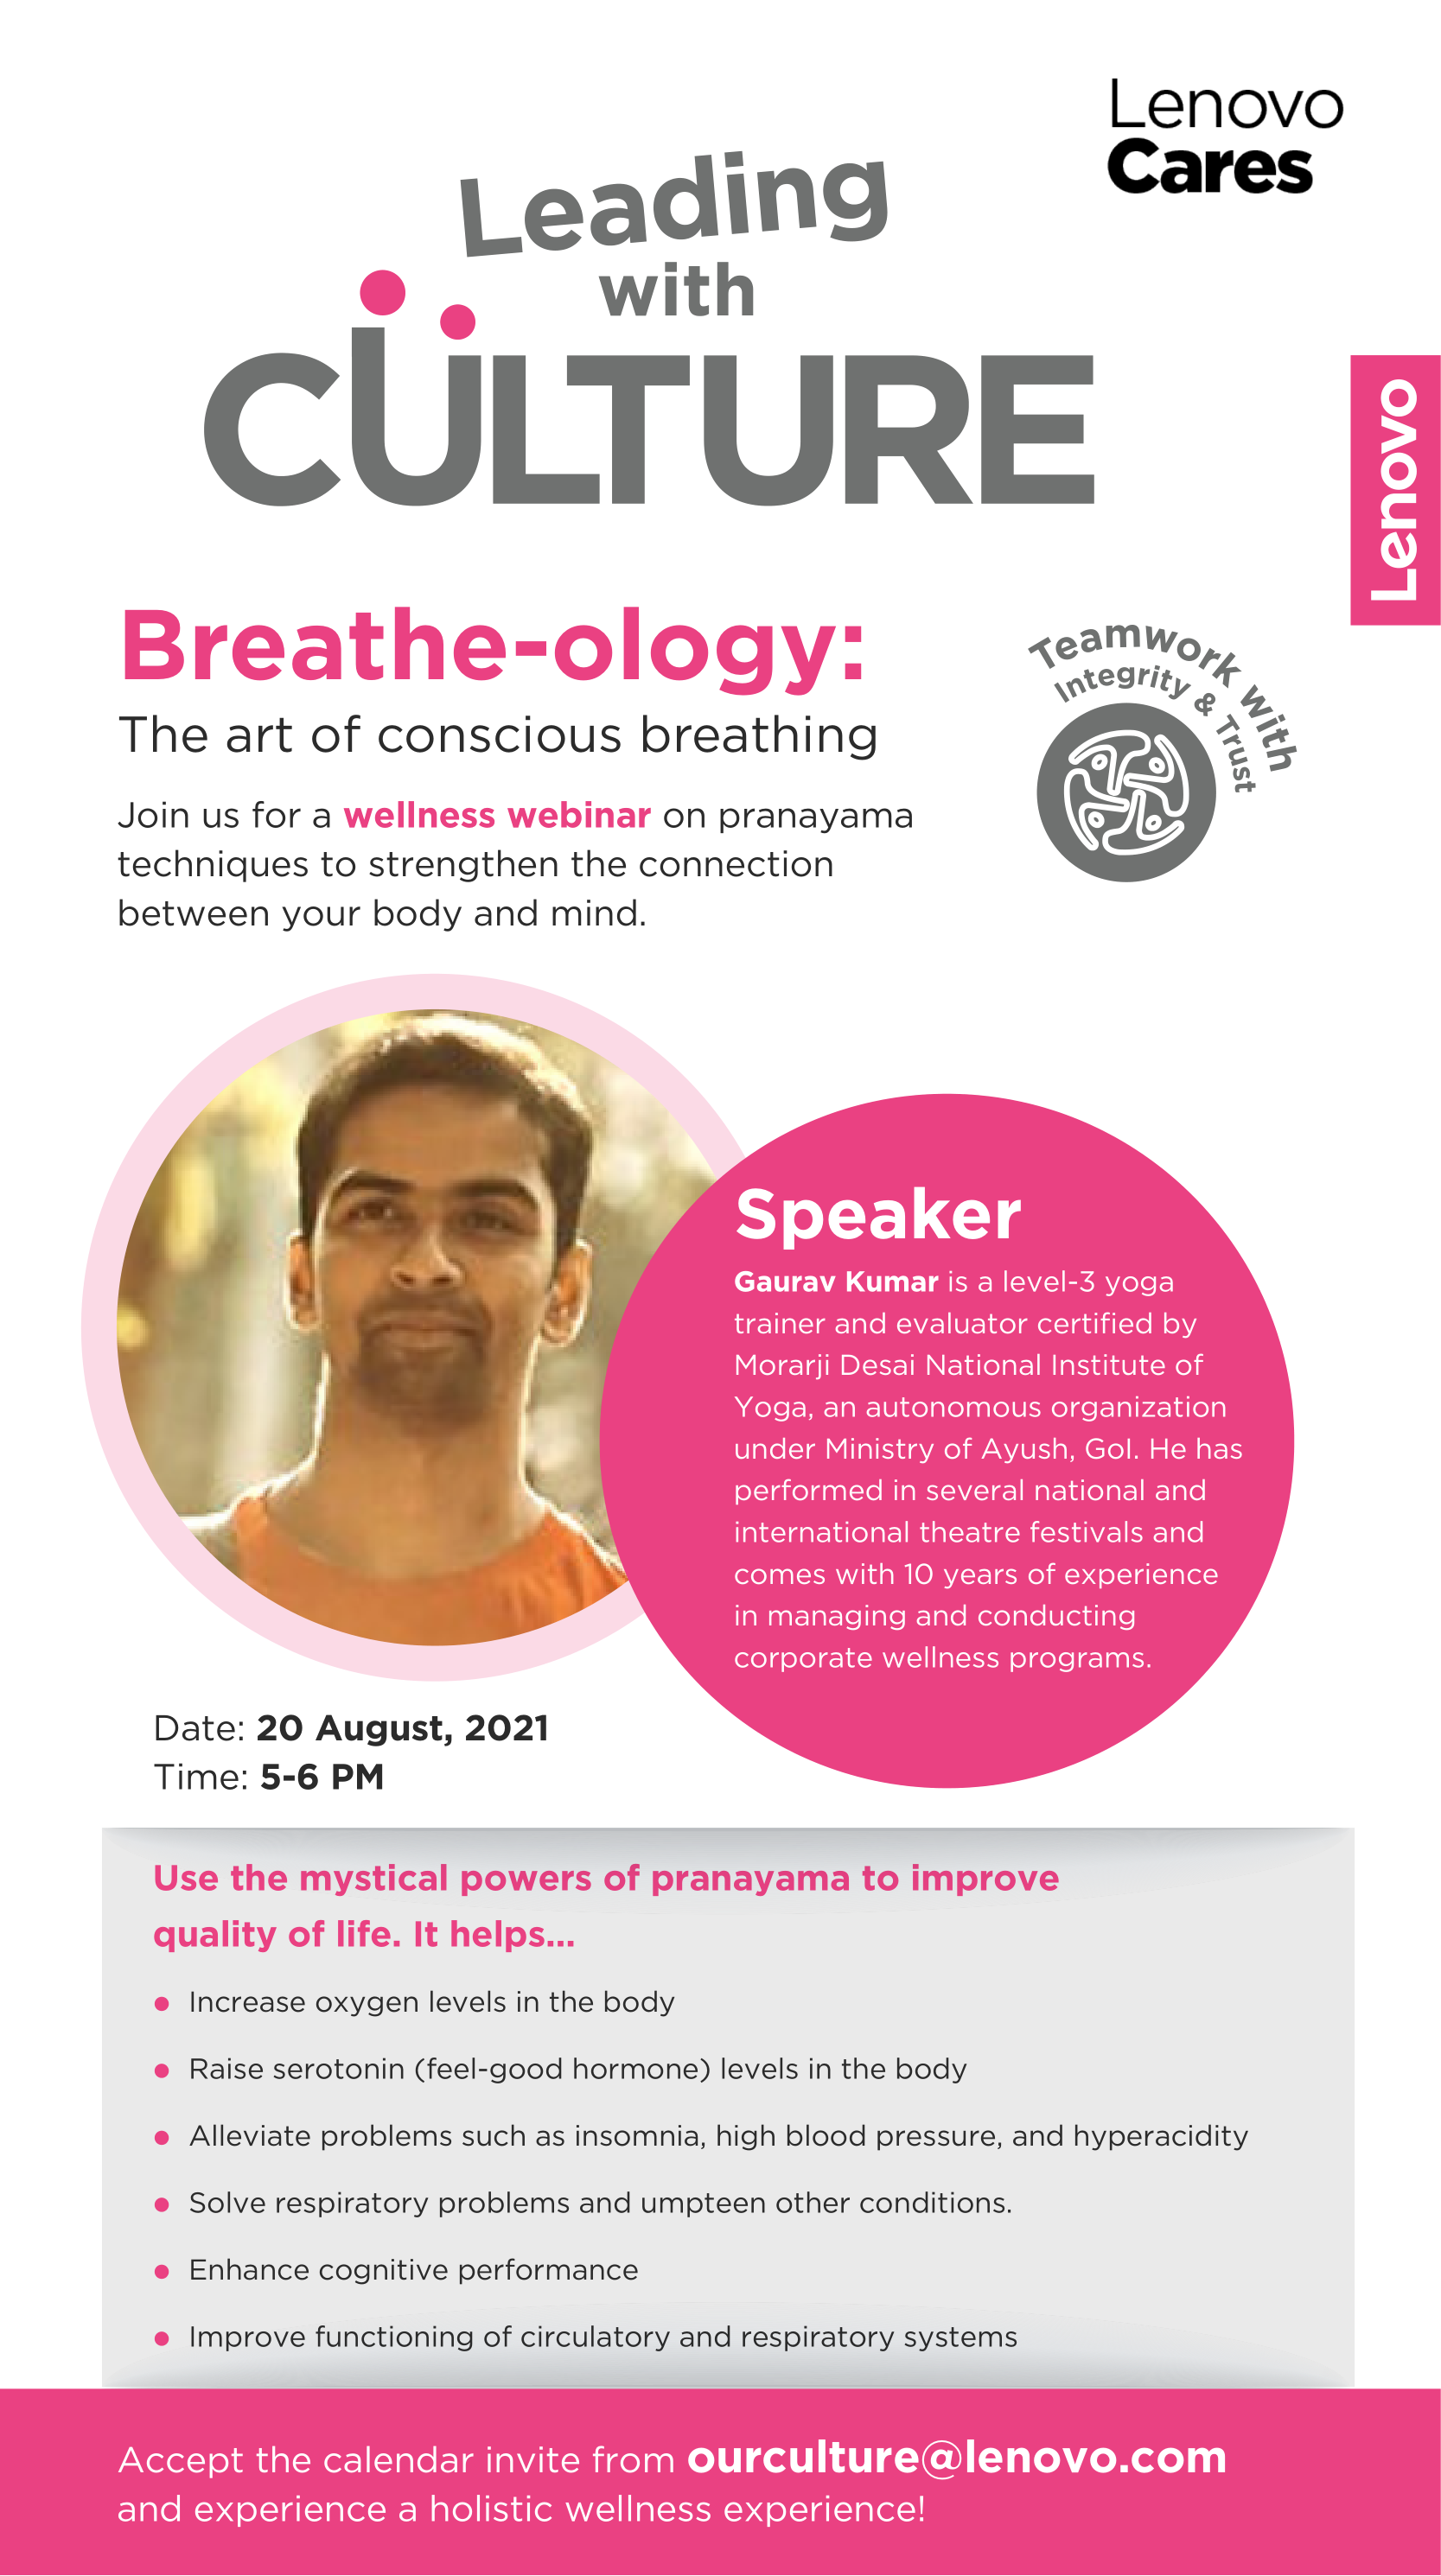 Lenovo
Cares
Leading
with
CULTURE
Lenovo
Breathe-ology:
The art of conscious breathing
Join us for a wellness webinar on pranayama
techniques to strengthen the connection
between your body and mind.
Teamwork with
Integrity & Trust
Speaker
Gaurav Kumar is a level-3 yoga
trainer and evaluator certified by
Morarji Desai National Institute of
Yoga, an autonomous organization
under Ministry of Ayush, GoI. He has
performed in several national and
international theatre festivals and
comes with 10 years of experience
in managing and conducting
corporate wellness programs.
Date: 20 August, 2021
Time: 5-6 PM
Use the mystical powers of pranayama to improve
quality of life. It helps...
• Increase oxygen levels in the body
• Raise serotonin (feel-good hormone) levels in the body
• Alleviate problems such as insomnia, high blood pressure, and hyperacidity
• Solve respiratory problems and umpteen other conditions.
• Enhance cognitive performance
• Improve functioning of circulatory and respiratory systems
Accept the calendar invite from ourculture@lenovo.com
and experience a holistic wellness experience!